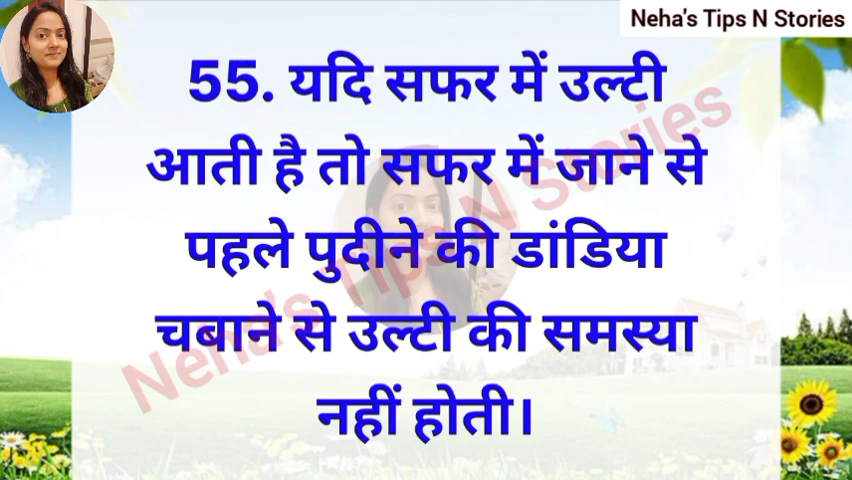 Neha's Tips N Stories
55. यदि सफर में उल्टी
आती है तो सफर में जाने से
पहले पुदीने की डांडिया
चबाने से उल्टी की समस्या
नहीं होती।
Neha's Tips N Stories